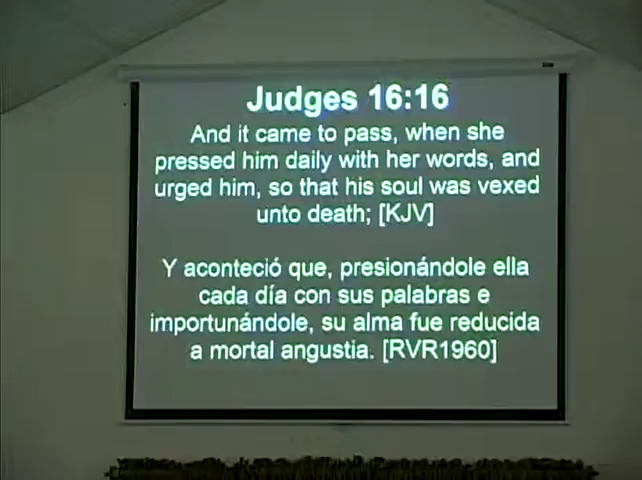 Judges 16:16
And it came to pass, when she
pressed him daily with her words, and
urged him, so that his soul was vexed
unto death; [KJV]
Y aconteció que, presionándole ella
cada día con sus palabras e
importunándole, su alma fue reducida
a mortal angustia. [RVR1960]